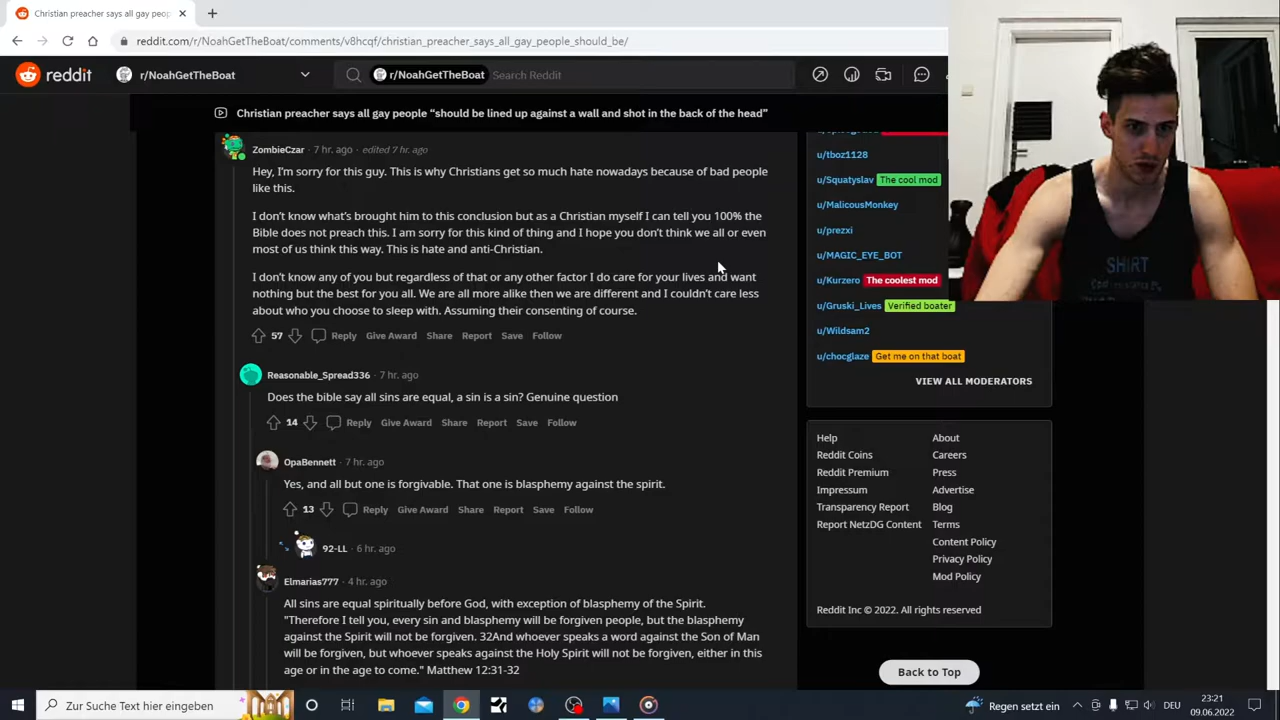 Christian preacher says all gay peop
reddit.com/r/NoahGetTheBoat/com
n_preacher_s
gay_people_should_be/
reddit
r/NoahGetTheBoat
r/NoahGetTheBoat
Search Reddit
Christian preacher says all gay people “should be lined up against a wall and shot in the back of the head”
ZombieCzar · 7 hr. ago · edited 7 hr. ago
Hey, I'm sorry
guy. This is why Christians get so much hate nowadays because of bad people
like this.
I don't know what's brought him to this conclusion but as a Christian myself I can tell you 100% the
Bible does not preach this. I am sorry for this kind of thing and I hope you don't think we all or even
most of us think this way. This is hate and anti-Christian.
I don't know any of you but regardless of that or any other factor I do care for your lives and want
nothing but the best for you all. We are all more alike then we are different and I couldn't care less
about who you choose to be with. Assuming their consenting of course.
57 Reply Give Award Share Report Save Follow
Reasonable_Spread336 · 7 hr. ago
Does the bible say all sins are equal, a sin is a sin? Genuine question
14 Reply Give Award Share Report Save Follow
OpaBennett · 7 hr. ago
Yes, and all but one is forgivable. That one is blasphemy against the spirit.
13 Reply Give Award Share Report Save Follow
92-LL · 6 hr. ago
Elmarias777 · 4 hr. ago
All sins are equal spiritually before God, with exception of blasphemy of the Spirit.
"Therefore I tell you, every sin and blasphemy will be forgiven people, but the blasphemy
against the Spirit will not be forgiven. 32And whoever speaks a word against the Son of Man
will be forgiven, but whoever speaks against the Holy Spirit will not be forgiven, either in this
age or in the age to come." Matthew 12:31-32
u/tboz1128
u/Squatyslav The cool mod
u/MalicousMonkey
u/prezxi
u/MAGIC_EYE_BOT
u/Kurzero The coolest mod
u/Gruski_Lives Verified boater
u/Wildsam2
u/chocglaze Get me on that boat
VIEW ALL MODERATORS
Help About
Reddit Coins Careers
Reddit Premium Press
Impressum Advertise
Transparency Report Blog
Report NetzDG Content Terms
Content Policy
Privacy Policy
Mod Policy
Reddit Inc © 2022. All rights reserved
Back to Top
SHIRT
Zur Suche Text hier eingeben
Regen setzt ein
DEU
23:21
09.06.2022